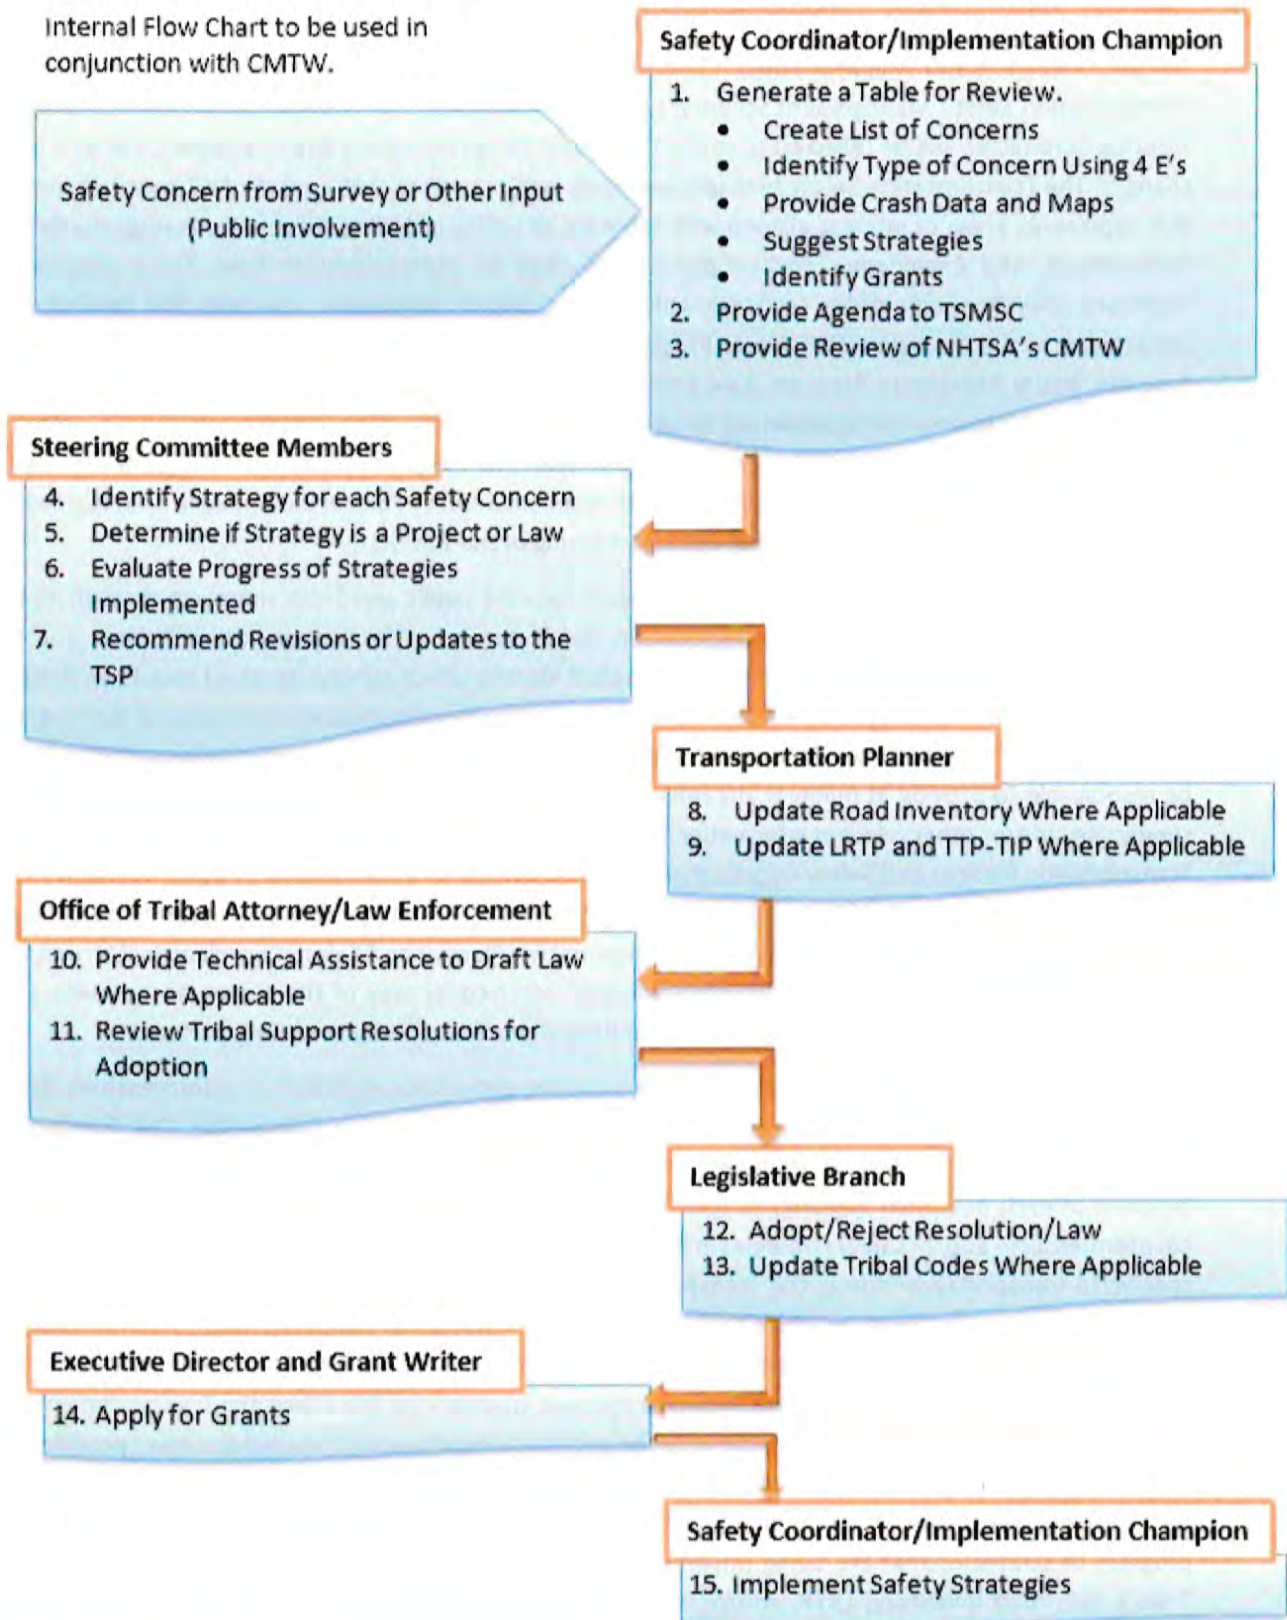 Internal Flow Chart to be used in
conjunction with CMTW.
Safety Concern from Survey or Other Input
(Public Involvement)
Safety Coordinator/Implementation Champion
1. Generate a Table for Review.
• Create List of Concerns
• Identify Type of Concern Using 4 E's
• Provide Crash Data and Maps
• Suggest Strategies
• Identify Grants
2. Provide Agenda to TSMSC
3. Provide Review of NHTSA's CMTW
Steering Committee Members
4. Identify Strategy for each Safety Concern
5. Determine if Strategy is a Project or Law
6. Evaluate Progress of Strategies
Implemented
7. Recommend Revisions or Updates to the
TSP
Transportation Planner
8. Update Road Inventory Where Applicable
9. Update LRTP and TTP-TIP Where Applicable
Office of Tribal Attorney/Law Enforcement
10. Provide Technical Assistance to Draft Law
Where Applicable
11. Review Tribal Support Resolutions for
Adoption
Legislative Branch
12. Adopt/Reject Resolution/Law
13. Update Tribal Codes Where Applicable
Executive Director and Grant Writer
14. Apply for Grants
Safety Coordinator/Implementation Champion
15. Implement Safety Strategies